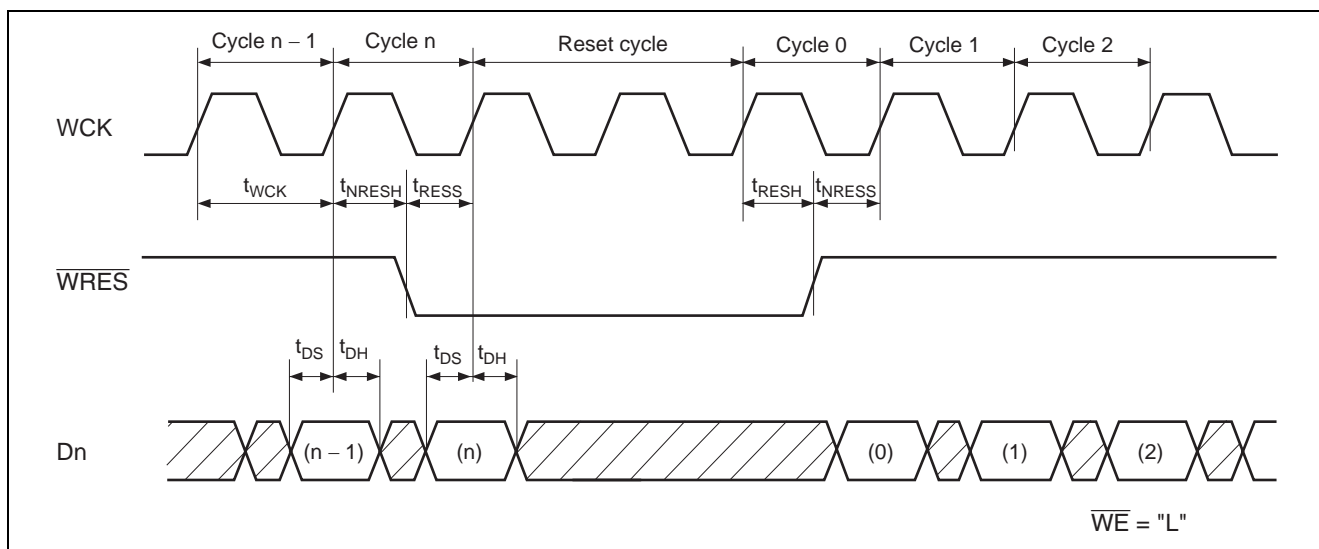 Cycle n – 1 Cycle n Reset cycle Cycle 0 Cycle 1 Cycle 2
WCK
tWCK tNRESH tRESS tRESH tNRESS
WRES
tDS tDH tDS tDH
Dn (n – 1) (n) (0) (1) (2)
WE = "L"